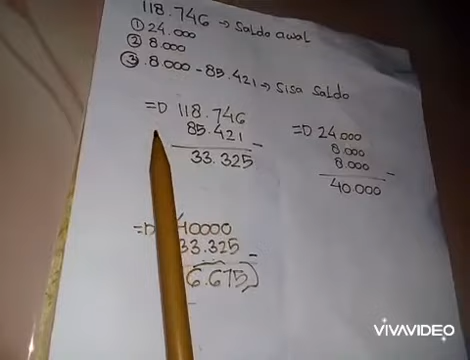 118.746 → Saldo awal
① 24.000
② 8.000
③ 8.000 - 85.421 → Sisa Saldo
=D 118.746
85.421 -
33.325
=D 24.000
8.000
8.000 -
40.000
=D 40000
33.325 -
6.675
VIVAVIDEO